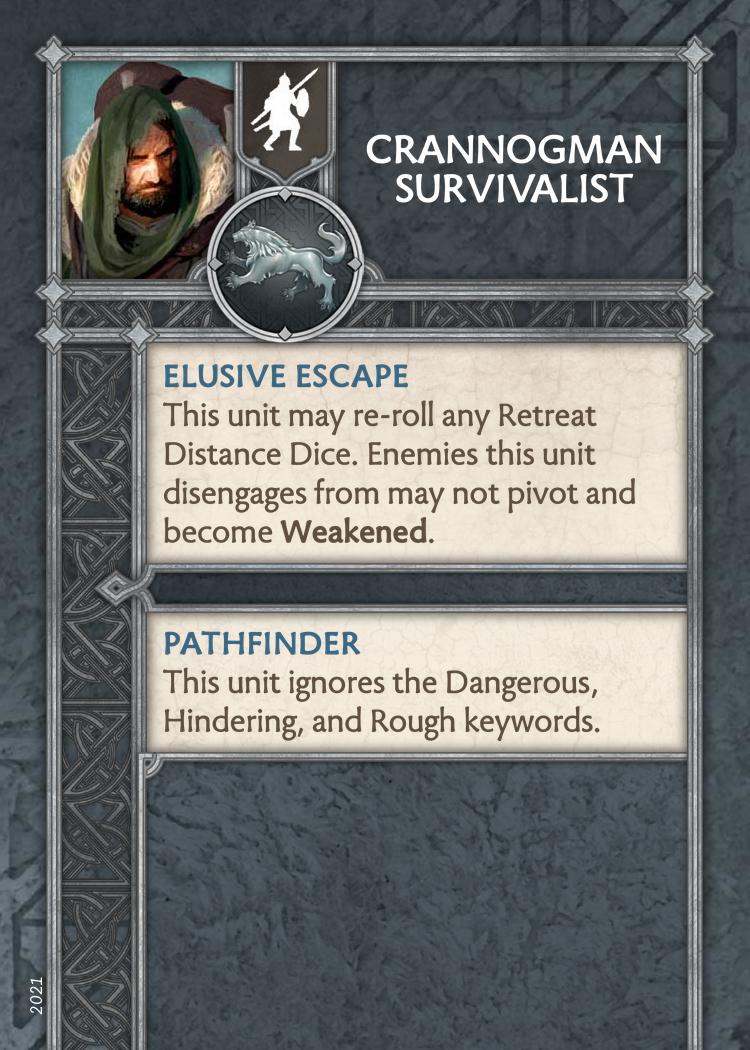 CRANNOGMAN
SURVIVALIST
ELUSIVE ESCAPE
This unit may re-roll any Retreat
Distance Dice. Enemies this unit
disengages from may not pivot and
become Weakened.
PATHFINDER
This unit ignores the Dangerous,
Hindering, and Rough keywords.
2021